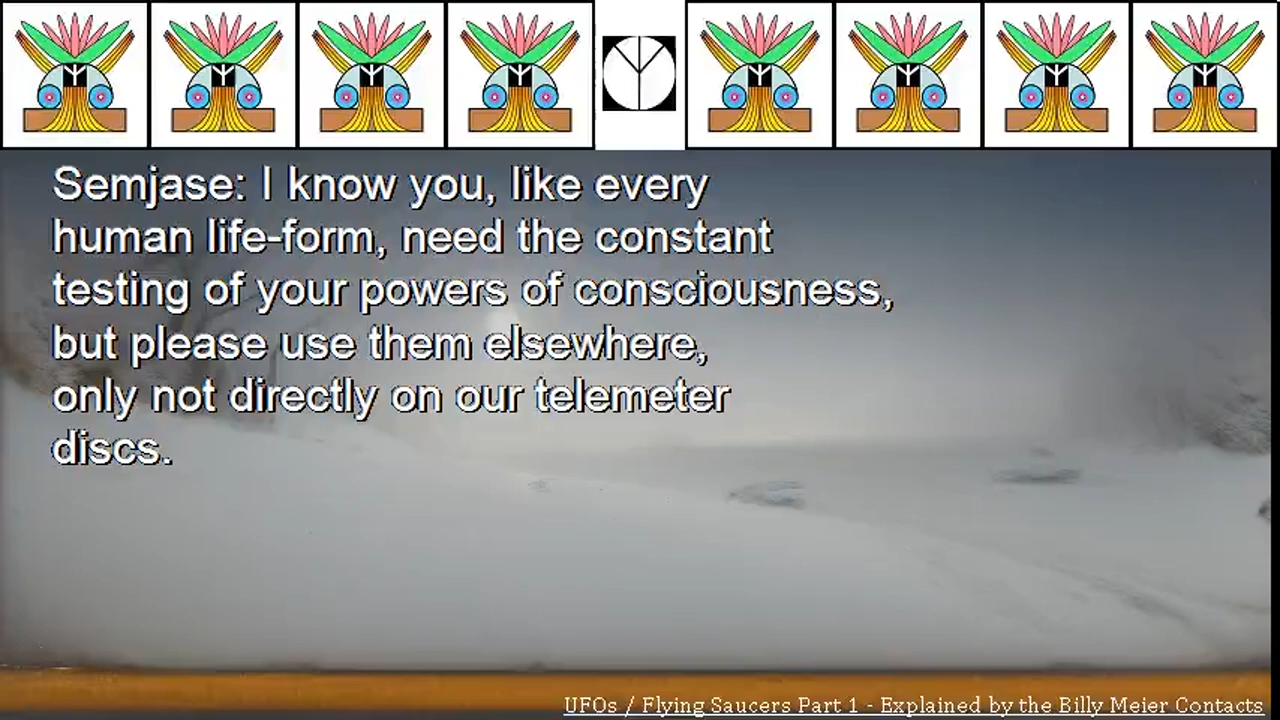 Semjase: I know you, like every
human life-form, need the constant
testing of your powers of consciousness,
but please use them elsewhere,
only not directly on our telemeter
discs.
UFOs / Flying Saucers Part 1 - Explained by the Billy Meier Contacts